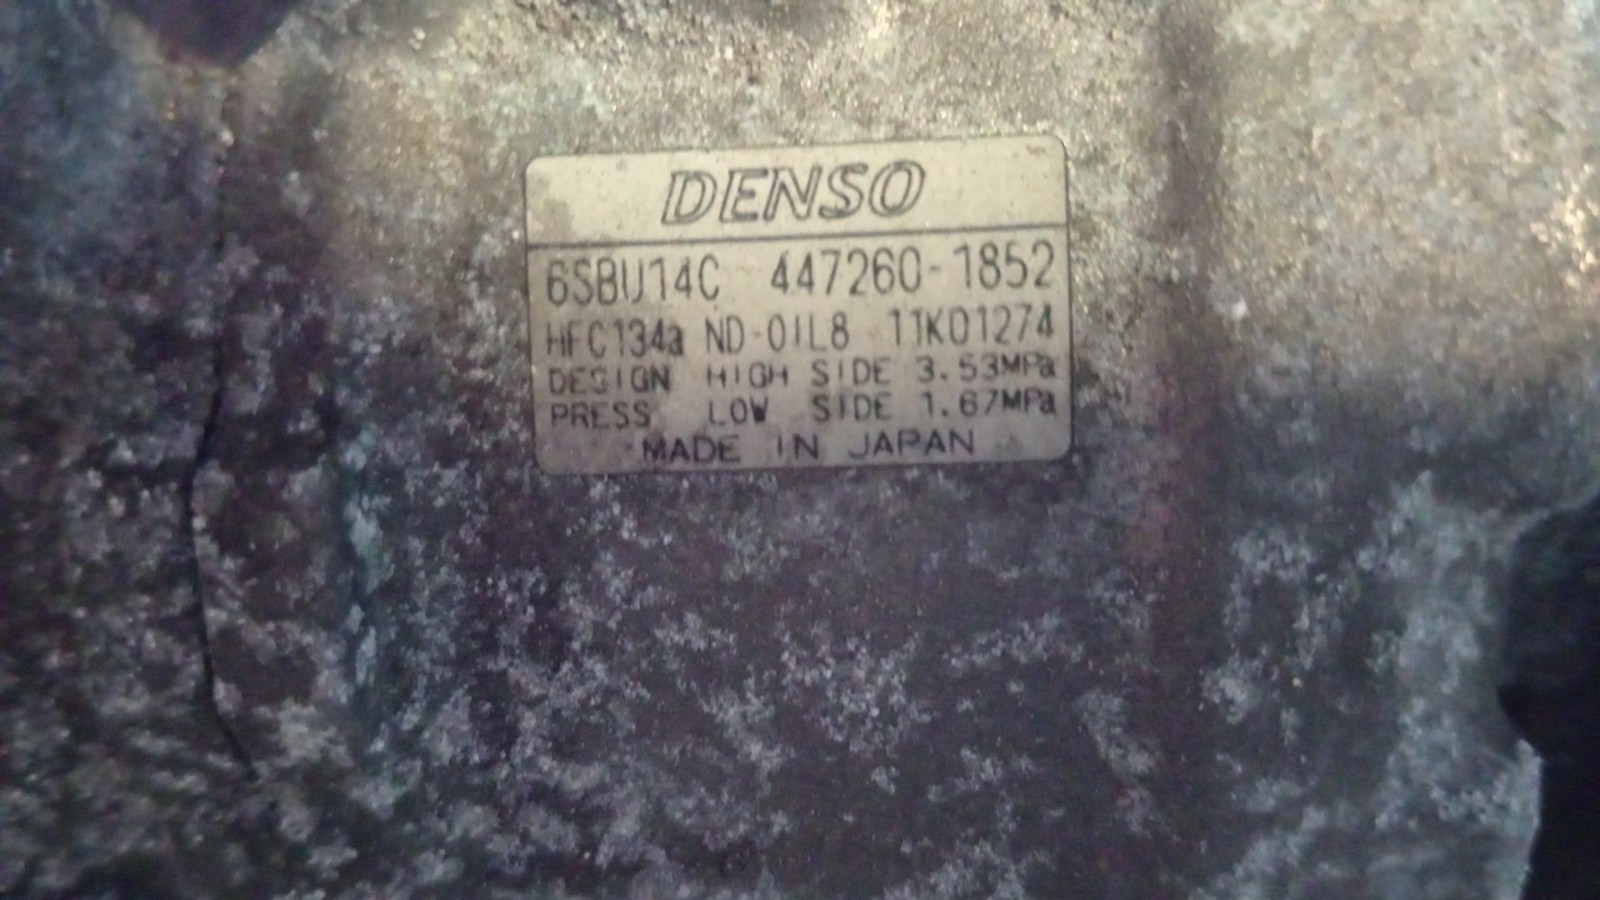 DENSO
6SBU14C 447260-1852
HFC134a ND-OIL8 11K01274
DESIGN HIGH SIDE 3.53MPa
PRESS LOW SIDE 1.67MPa
MADE IN JAPAN